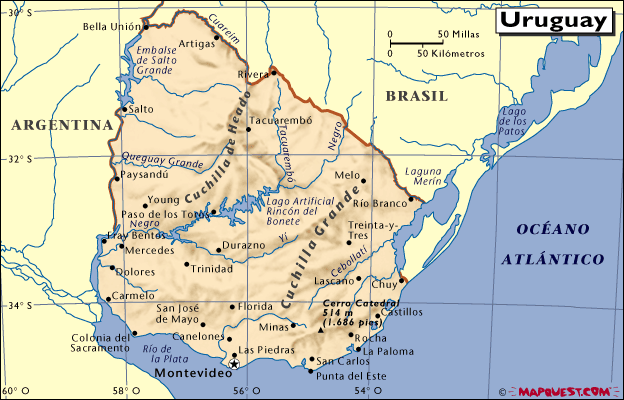 30° S
Bella Unión
Cuareim
Uruguay
Artigas
50 Millas
50 Kilómetros
Embalse
de Salto
Grande
Rivera
BRASIL
Lago
de los
Patos
Salto
ARGENTINA
Cuchilla de Heado
Tacuarembó
Tacuarembó
Negro
32° S
Queguay Grande
Paysandú
Melo
Laguna
Merín
Young
Paso de los Totos
Lago Artificial
Rincón del
Bonete
Río Branco
Negro
Cuchilla Grande
Treinta-y-
Tres
OCÉANO
ATLÁNTICO
Fray Bentos
Mercedes
Durazno
Yí
Cebollatí
Dolores
Trinidad
Lascano
Chuy
34° S
Carmelo
San José
de Mayo
Florida
Cerro Catedral
514 m
(1.686 pies)
Castillos
Minas
Colonia del
Sacramento
Canelones
Rocha
Río de
la Plata
Las Piedras
La Paloma
San Carlos
Montevideo
Punta del Este
60° O
58° O
56° O
54° O
© MAPQUEST.COM